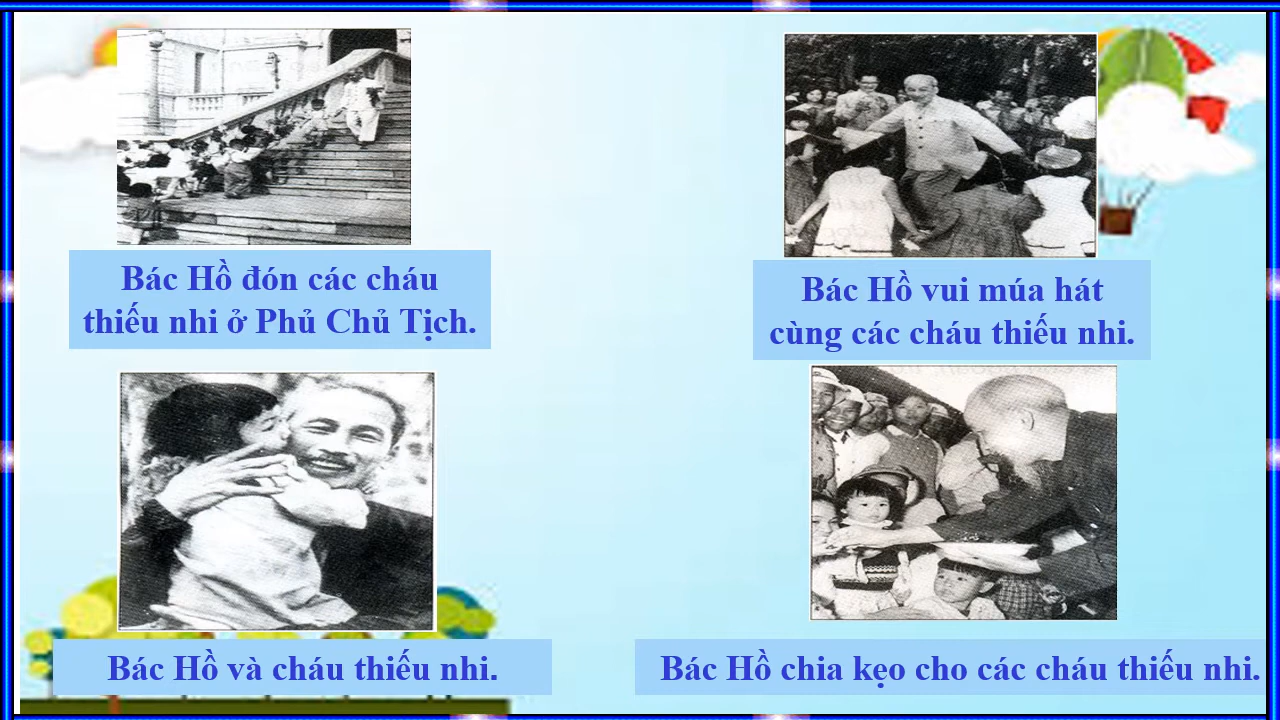 Bác Hồ đón các cháu
thiếu nhi ở Phủ Chủ Tịch.
Bác Hồ vui múa hát
cùng các cháu thiếu nhi.
Bác Hồ và cháu thiếu nhi.
Bác Hồ chia kẹo cho các cháu thiếu nhi.